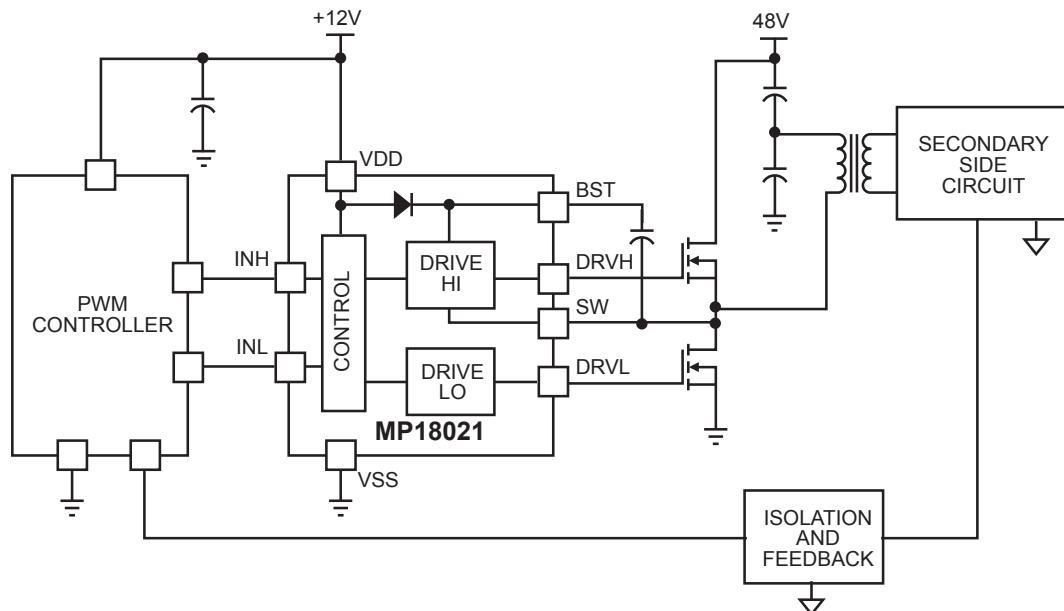 +12V
48V
VDD
BST
SECONDARY
SIDE
CIRCUIT
INH
DRIVE
HI
DRVH
PWM
CONTROLLER
CONTROL
SW
INL
DRIVE
LO
DRVL
MP18021
VSS
ISOLATION
AND
FEEDBACK